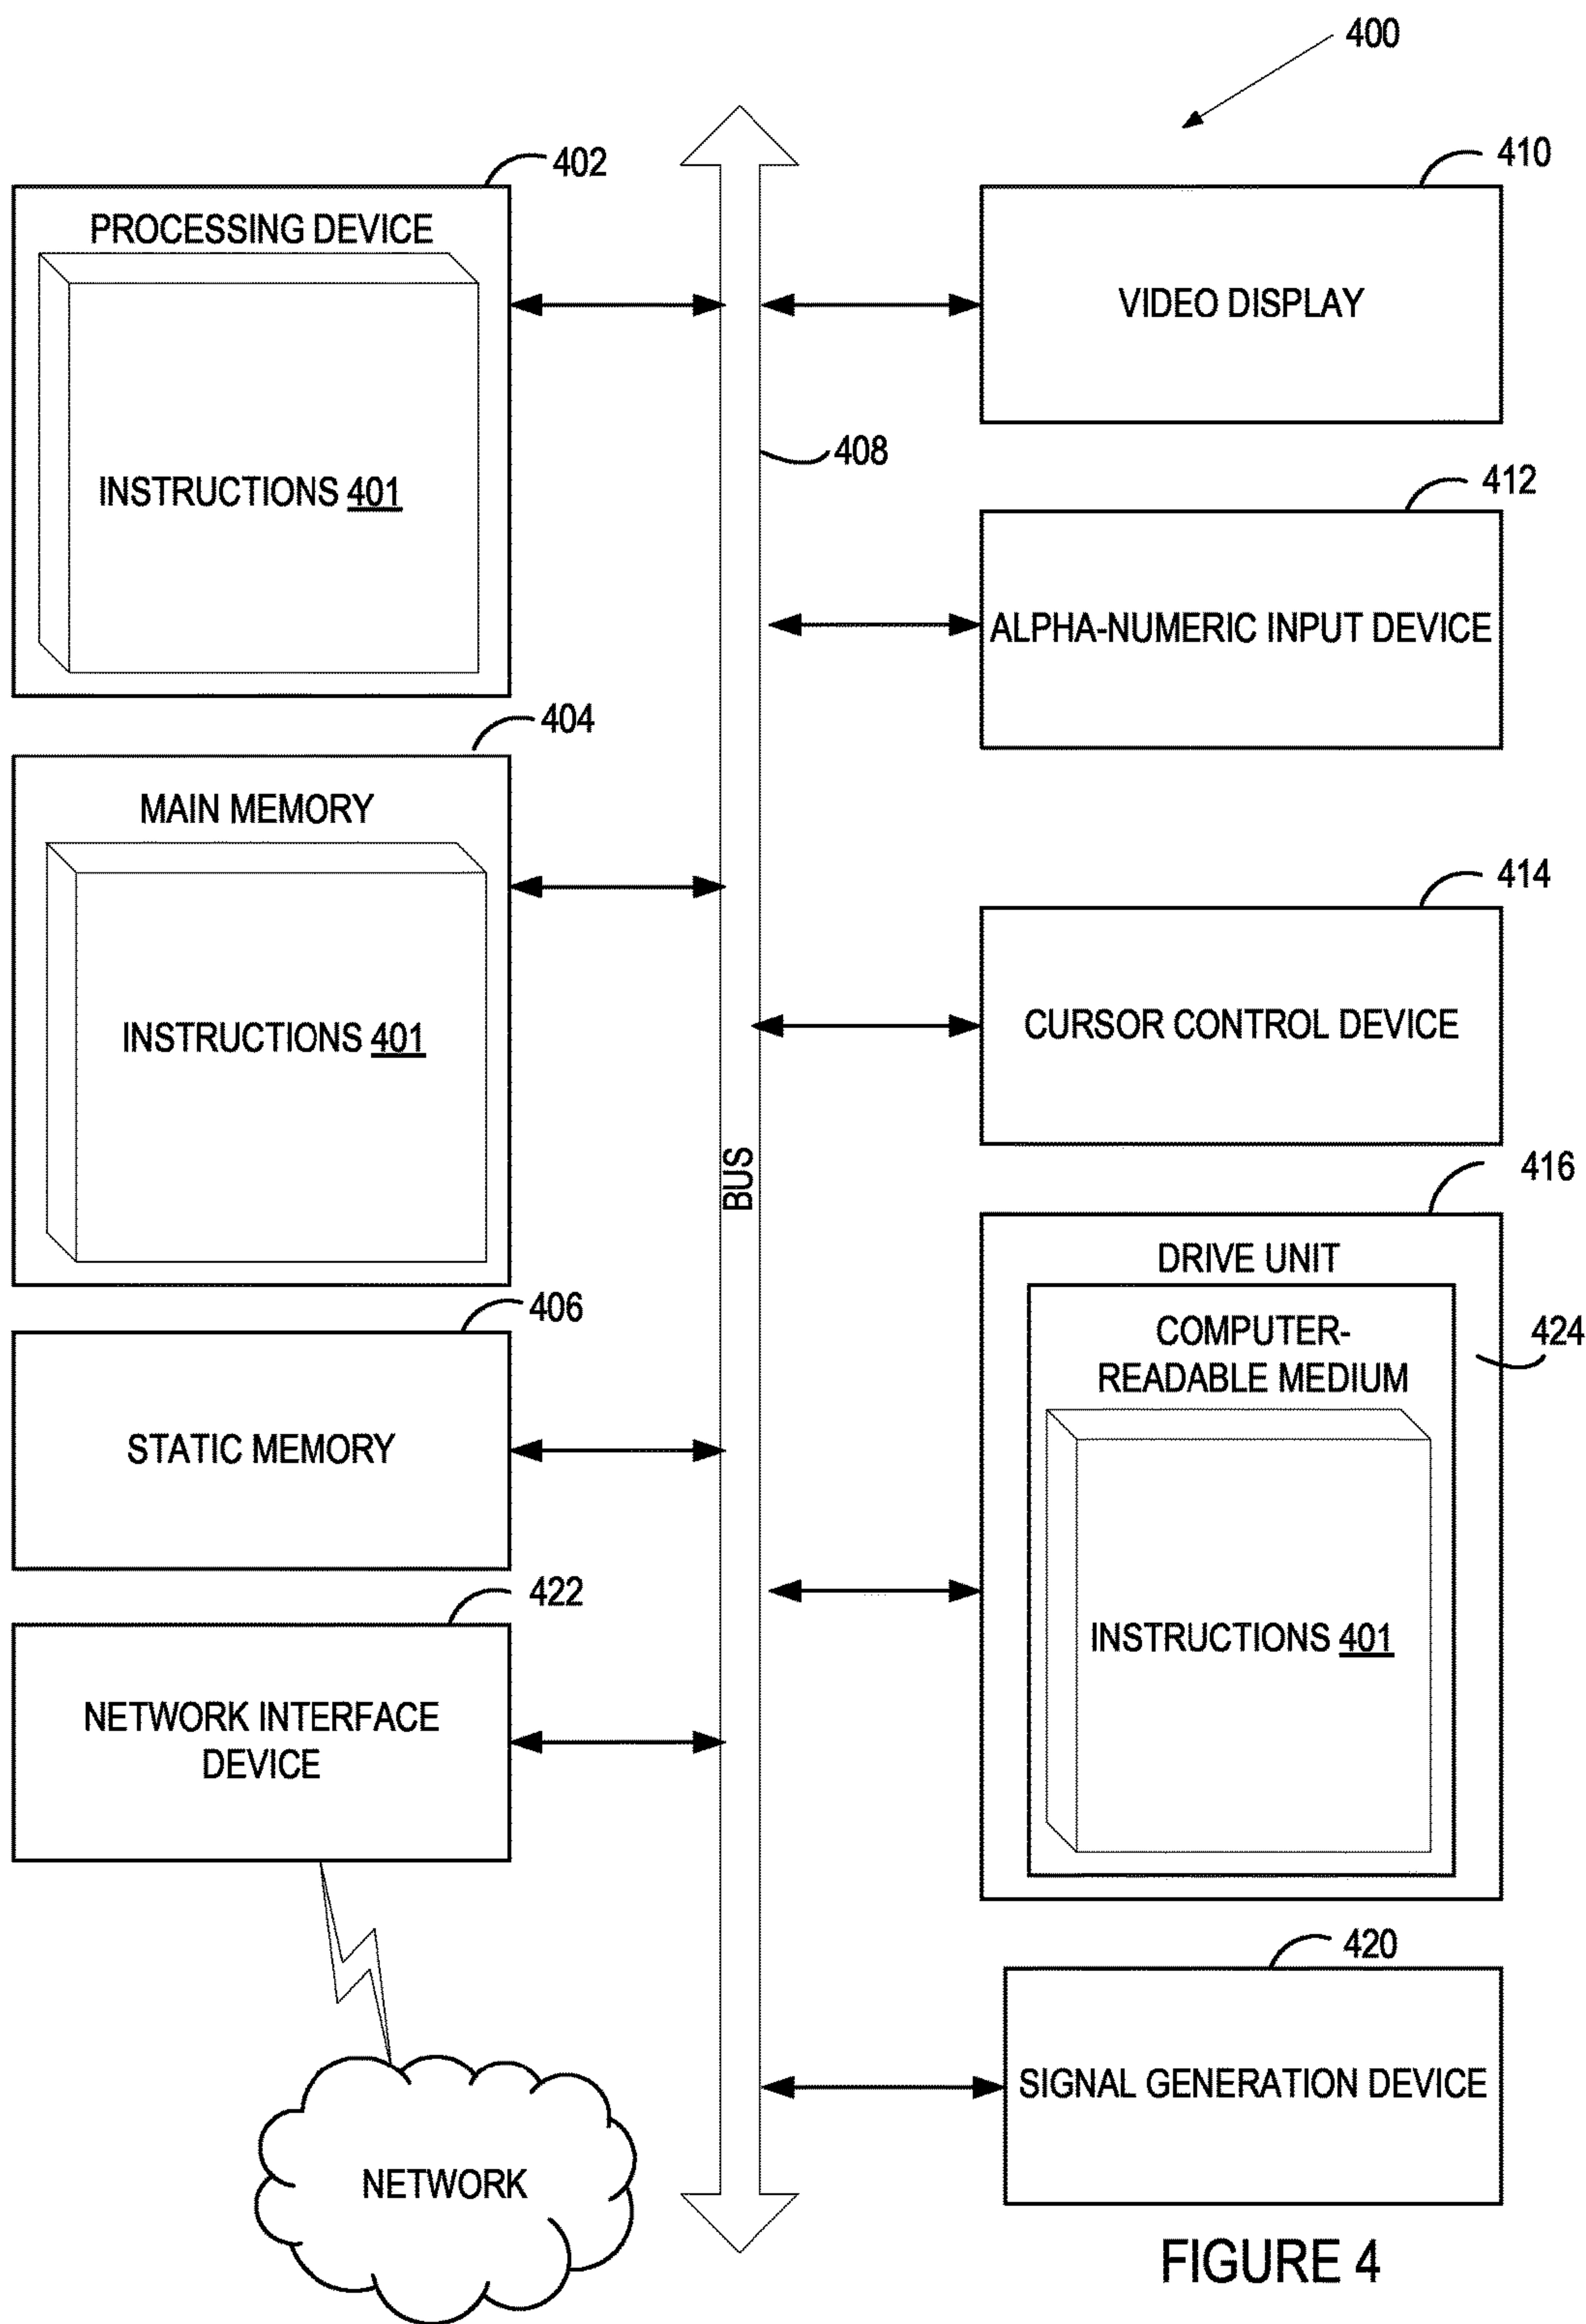 400
402
PROCESSING DEVICE
INSTRUCTIONS 401
404
MAIN MEMORY
INSTRUCTIONS 401
406
STATIC MEMORY
422
NETWORK INTERFACE
DEVICE
NETWORK
BUS
408
410
VIDEO DISPLAY
412
ALPHA-NUMERIC INPUT DEVICE
414
CURSOR CONTROL DEVICE
416
DRIVE UNIT
COMPUTER-
READABLE MEDIUM
424
INSTRUCTIONS 401
420
SIGNAL GENERATION DEVICE
FIGURE 4